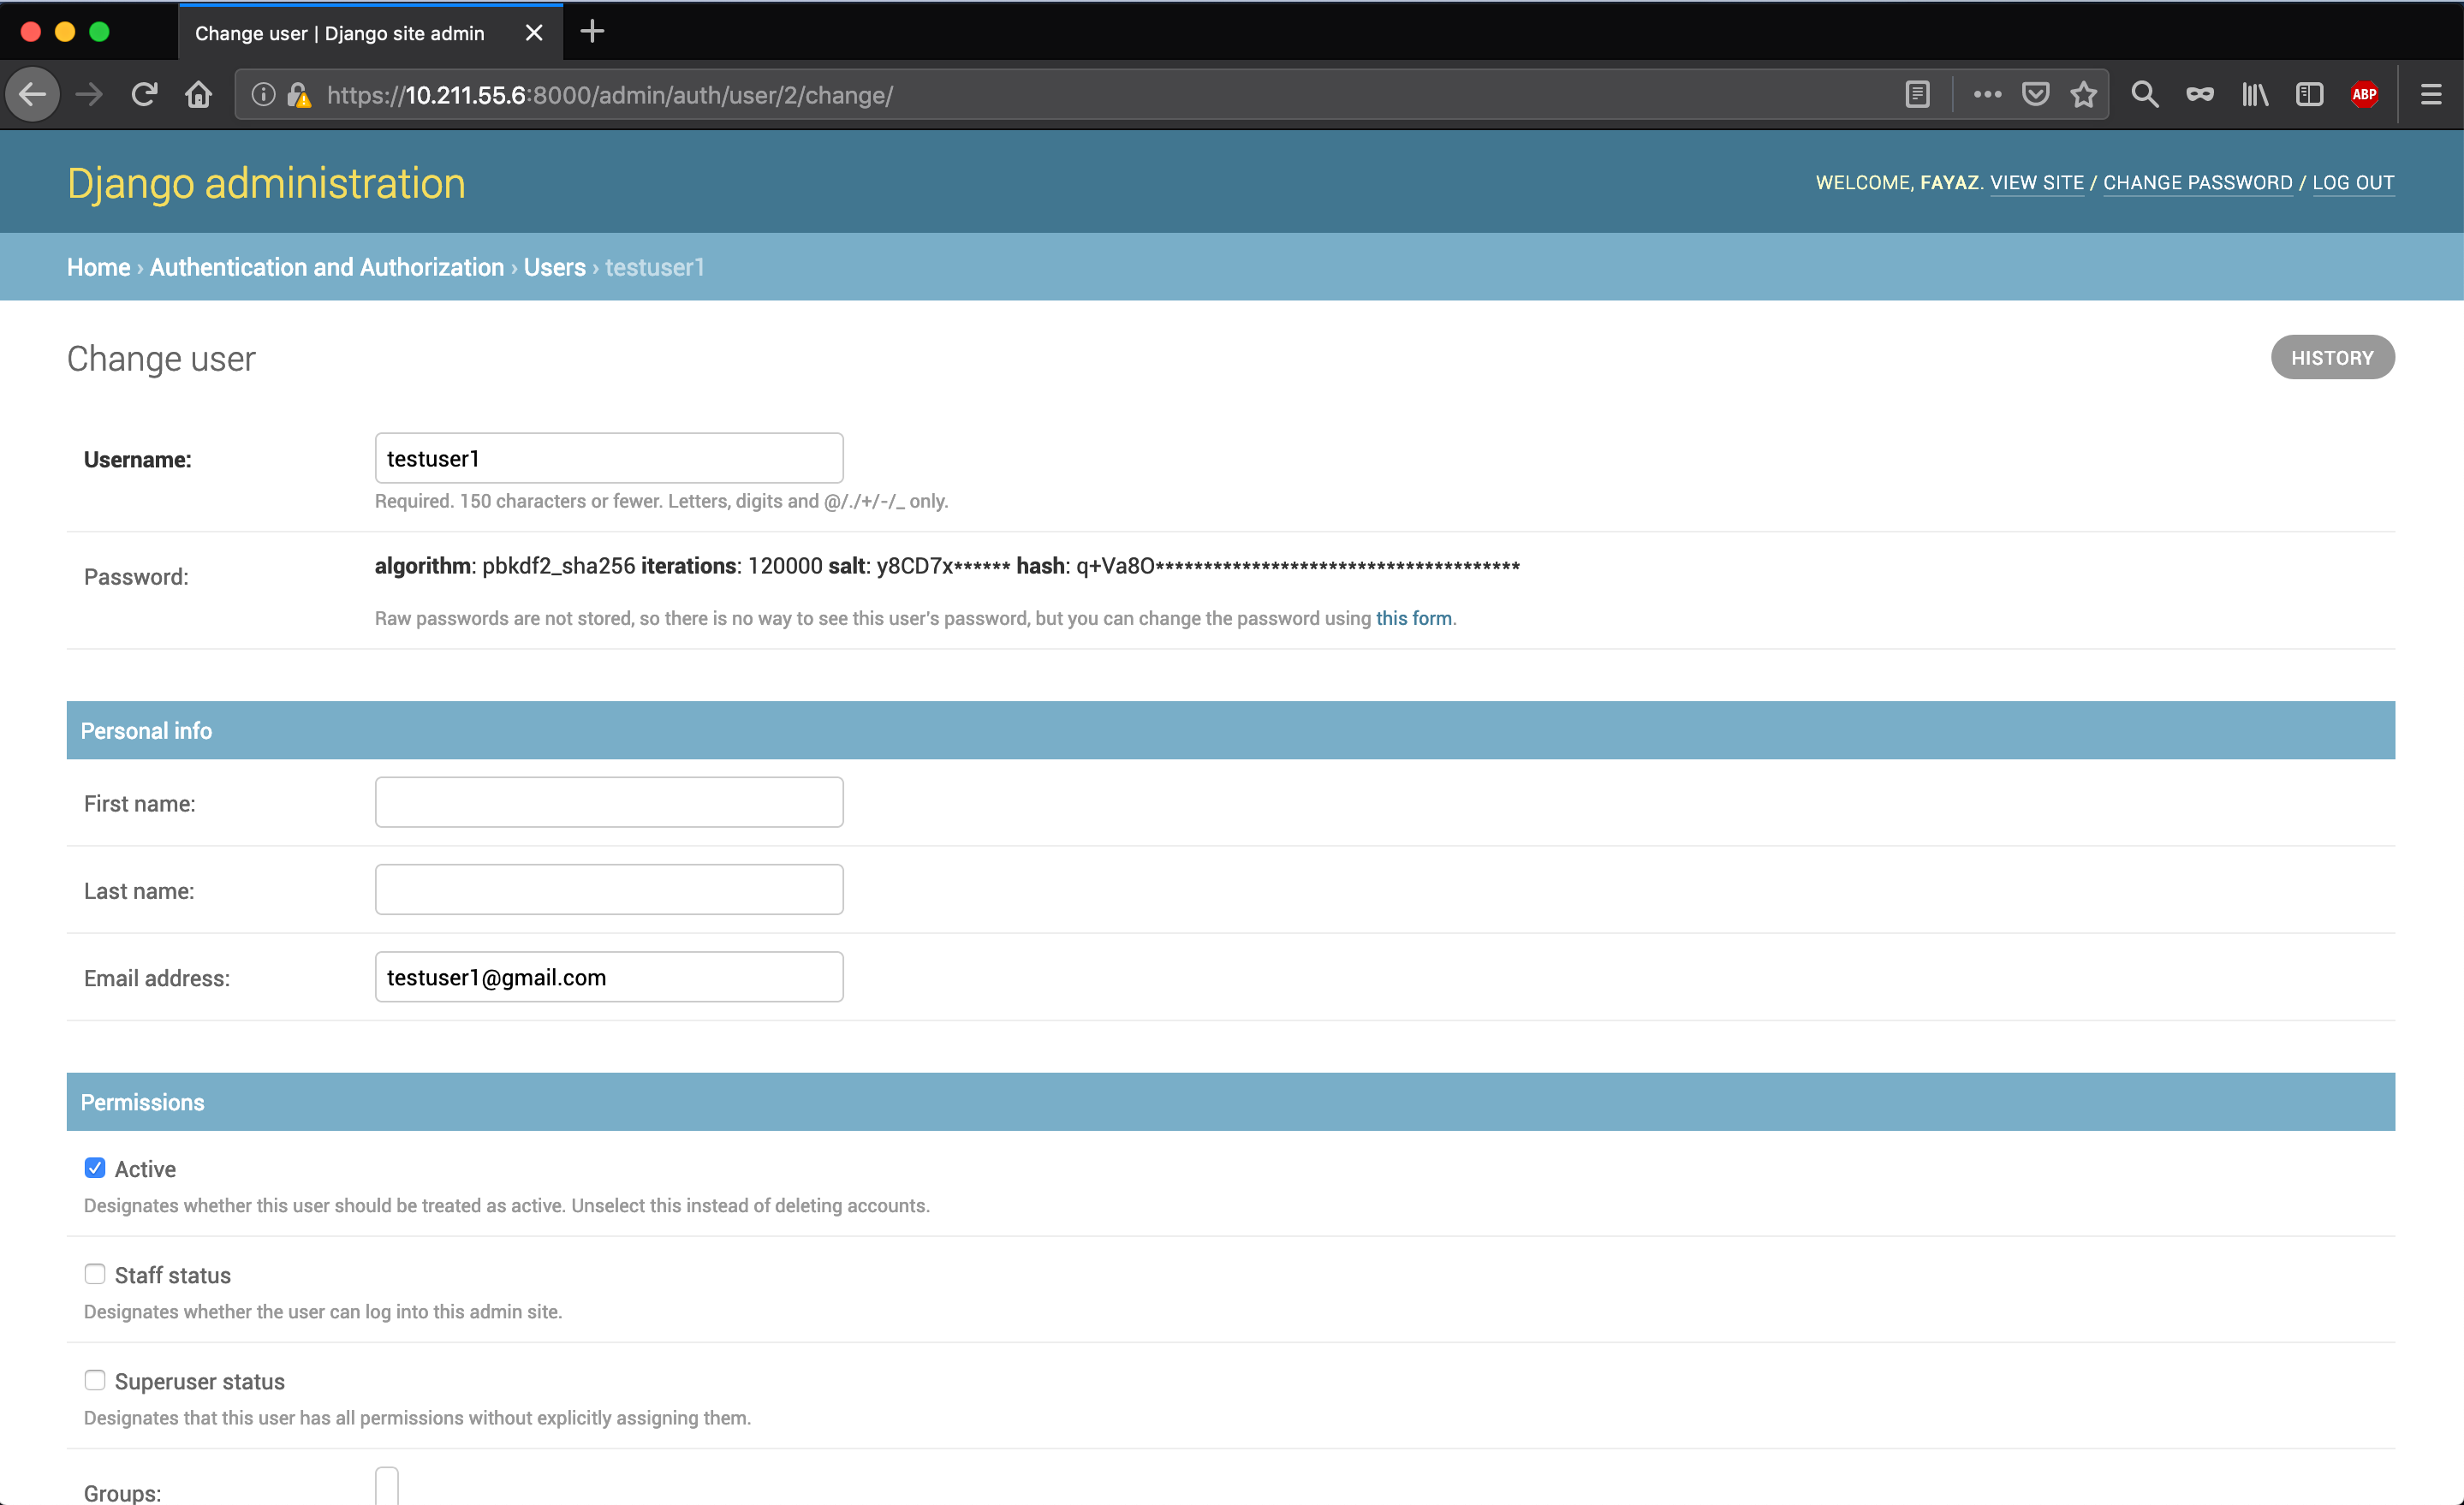 Change user | Django site admin
https://10.211.55.6:8000/admin/auth/user/2/change/
ABP
Django administration
WELCOME, FAYAZ. VIEW SITE / CHANGE PASSWORD / LOG OUT
Home › Authentication and Authorization › Users › testuser1
Change user
HISTORY
Username:
testuser1
Required. 150 characters or fewer. Letters, digits and @/./+/-/_ only.
Password:
algorithm: pbkdf2_sha256 iterations: 120000 salt: y8CD7x****** hash: q+Va8O**************************************
Raw passwords are not stored, so there is no way to see this user's password, but you can change the password using this form.
Personal info
First name:
Last name:
Email address:
testuser1@gmail.com
Permissions
Active
Designates whether this user should be treated as active. Unselect this instead of deleting accounts.
Staff status
Designates whether the user can log into this admin site.
Superuser status
Designates that this user has all permissions without explicitly assigning them.
Groups: